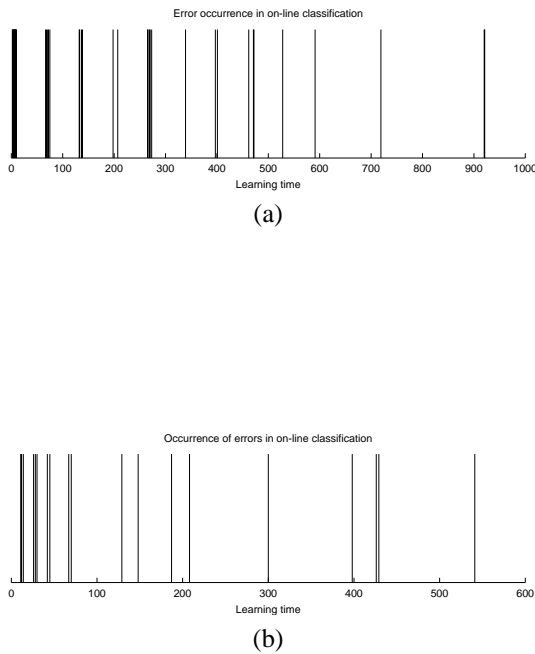 Error occurrence in on-line classification
0 100 200 300 400 500 600 700 800 900 1000
Learning time
(a)
Occurrence of errors in on-line classification
0 100 200 300 400 500 600
Learning time
(b)